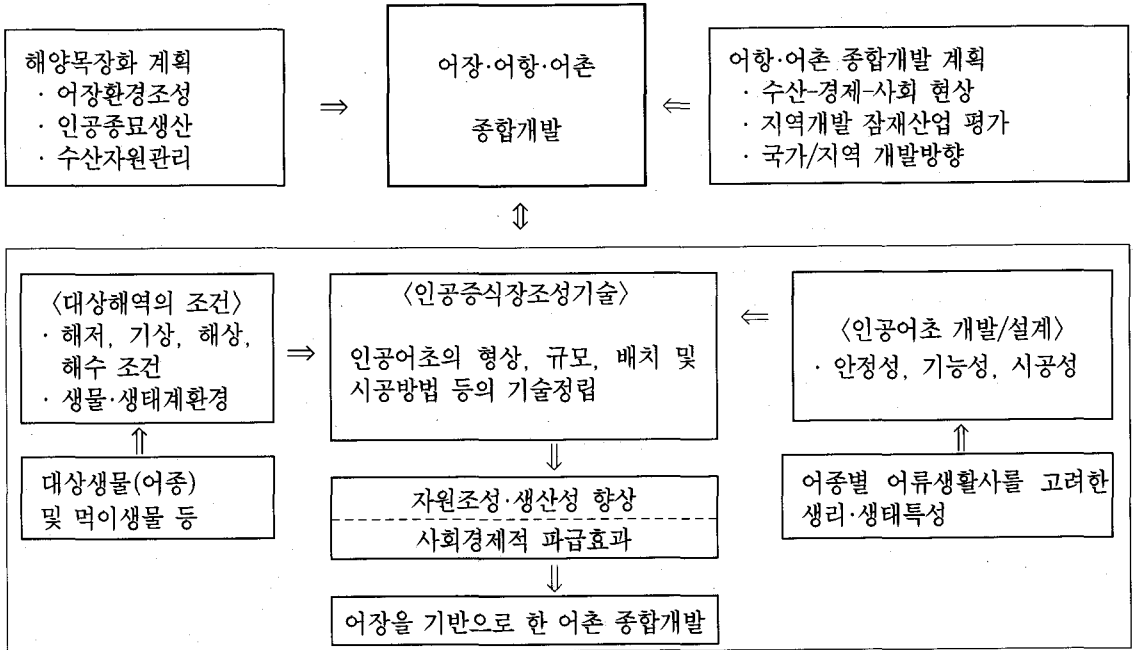 해양목장화 계획
· 어장환경조성
· 인공종묘생산
· 수산자원관리
⇒
어장·어항·어촌
종합개발
⇐
어항·어촌 종합개발 계획
· 수산-경제-사회 현상
· 지역개발 잠재산업 평가
· 국가/지역 개발방향
⇕
〈대상해역의 조건〉
· 해저, 기상, 해상,
해수 조건
· 생물·생태계환경
⇑
대상생물(어종)
및 먹이생물 등
⇒
〈인공증식장조성기술〉
인공어초의 형상, 규모, 배치 및
시공방법 등의 기술정립
⇐
〈인공어초 개발/설계〉
· 안정성, 기능성, 시공성
⇑
어종별 어류생활사를 고려한
생리·생태특성
⇓
자원조성·생산성 향상
사회경제적 파급효과
⇓
어장을 기반으로 한 어촌 종합개발